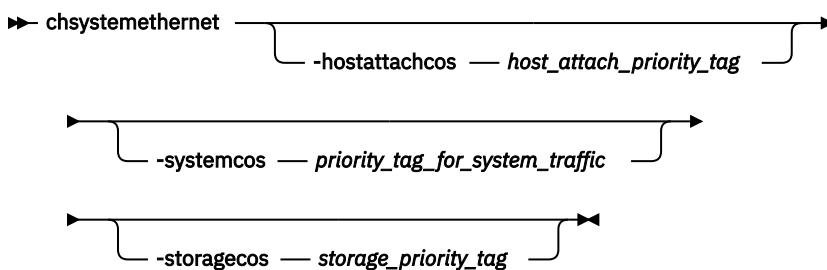 chsystemethernet
-hostattachcos host_attach_priority_tag
-systemcos priority_tag_for_system_traffic
-storagecos storage_priority_tag